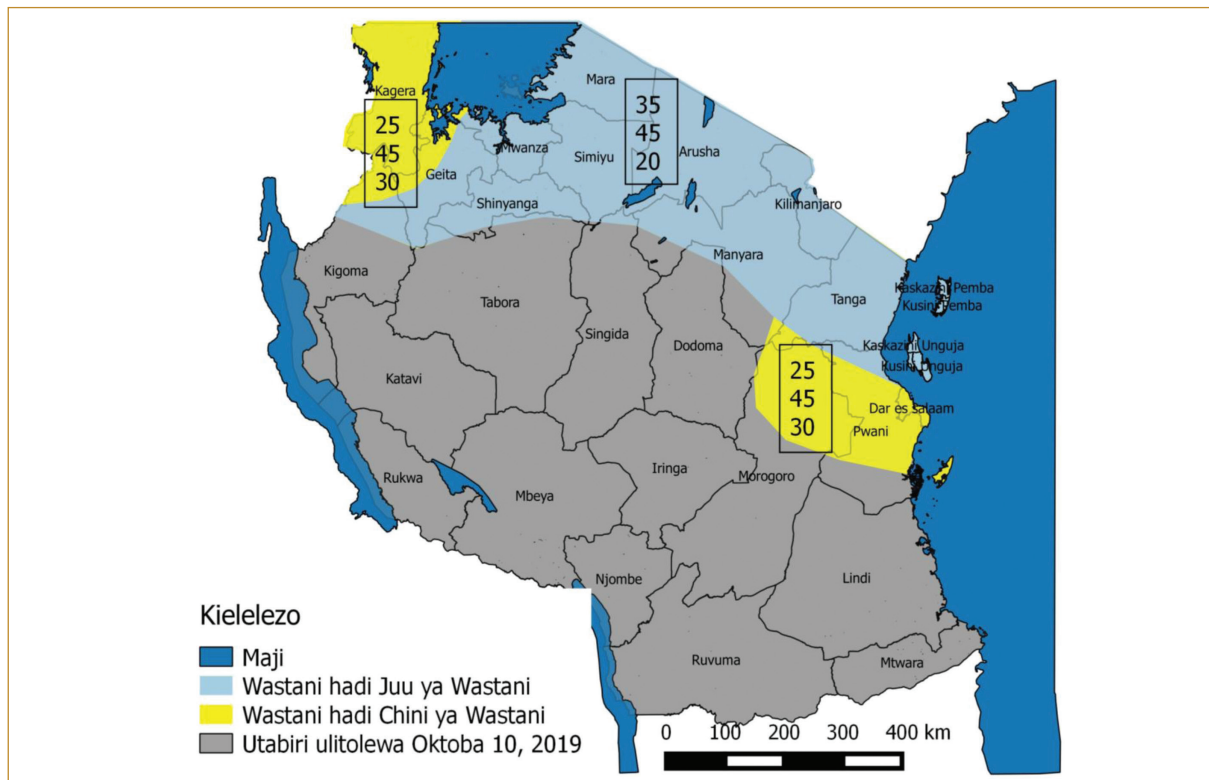 Kagera
25
45
30
Geita
Mwanza
Shinyanga
Mara
Simiyu
35
45
20
Arusha
Kilimanjaro
Manyara
Tanga
Kaskazini Pemba
Kusini Pemba
Kaskazini Unguja
Kusini Unguja
Kigoma
Tabora
Singida
Dodoma
25
45
30
Dar es salaam
Pwani
Katavi
Rukwa
Mbeya
Iringa
Morogoro
Njombe
Lindi
Ruvuma
Mtwara
Kielelezo
Maji
Wastani hadi Juu ya Wastani
Wastani hadi Chini ya Wastani
Utabiri ulitolewa Oktoba 10, 2019
0 100 200 300 400 km